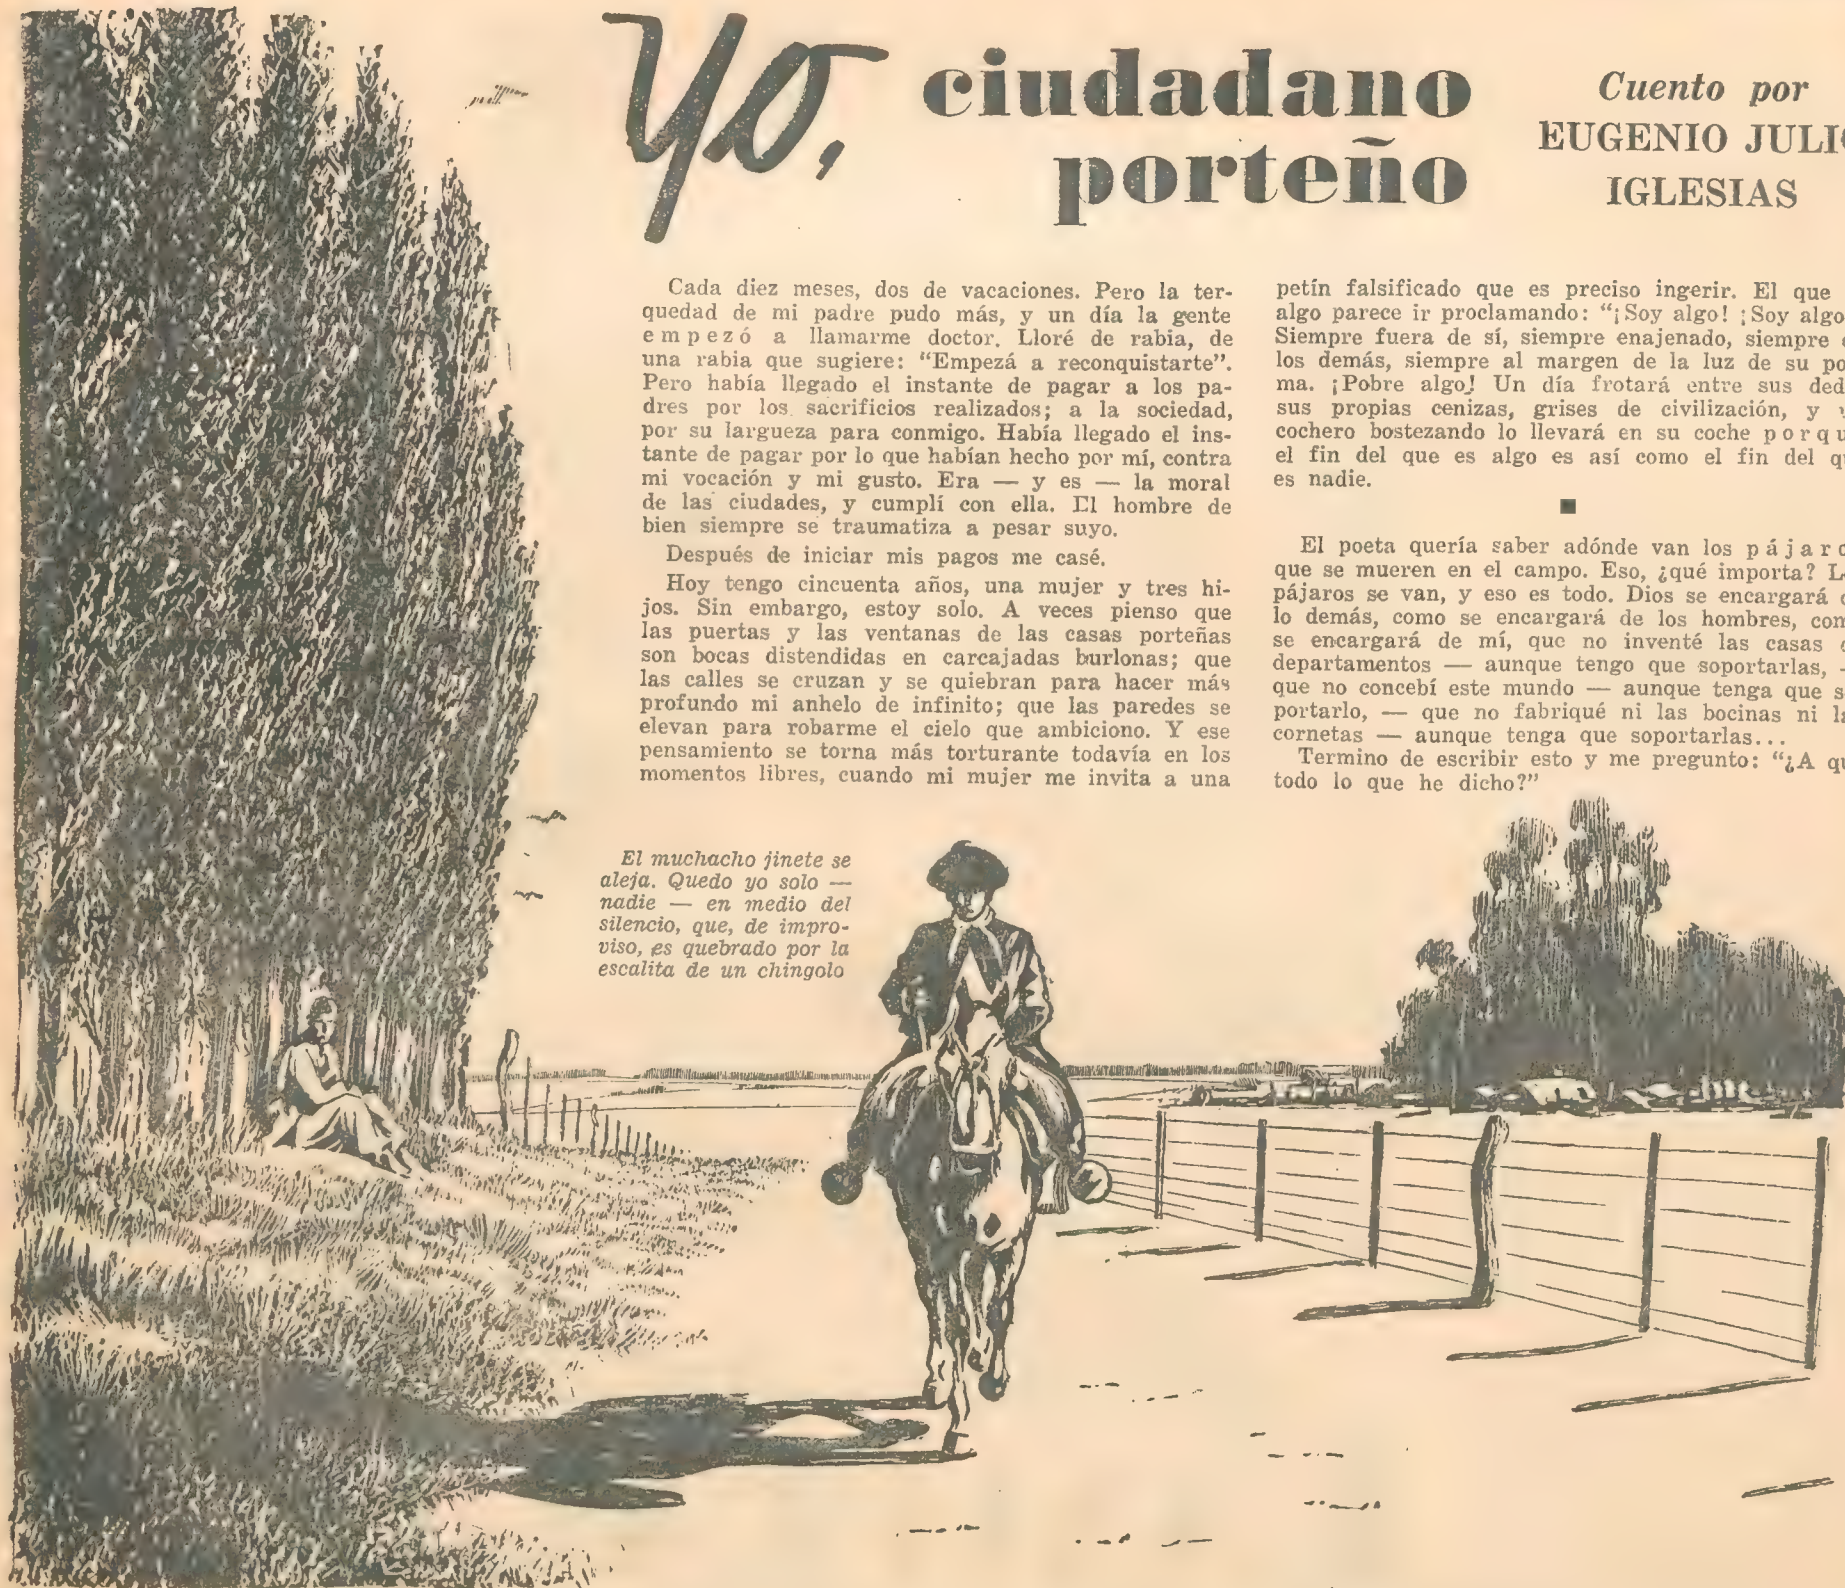 Yo, ciudadano
porteño
Cuento por
EUGENIO JULIO
IGLESIAS
Cada diez meses, dos de vacaciones. Pero la ter-
quedad de mi padre pudo más, y un día la gente
empezó a llamarme doctor. Lloré de rabia, de
una rabia que sugiere: “Empezá a reconquistarte”.
Pero había llegado el instante de pagar a los pa-
dres por los sacrificios realizados; a la sociedad,
por su largueza para conmigo. Había llegado el ins-
tante de pagar por lo que habían hecho por mí, contra
mi vocación y mi gusto. Era — y es — la moral
de las ciudades, y cumplí con ella. El hombre de
bien siempre se traumatiza a pesar suyo.
Después de iniciar mis pagos me casé.
Hoy tengo cincuenta años, una mujer y tres hi-
jos. Sin embargo, estoy solo. A veces pienso que
las puertas y las ventanas de las casas porteñas
son bocas distendidas en carcajadas burlonas; que
las calles se cruzan y se quiebran para hacer más
profundo mi anhelo de infinito; que las paredes se
elevan para robarme el cielo que ambiciono. Y ese
pensamiento se torna más torturante todavía en los
momentos libres, cuando mi mujer me invita a una
petín falsificado que es preciso ingerir. El que
algo parece ir proclamando: “¡Soy algo! ¡Soy algo
Siempre fuera de sí, siempre enajenado, siempre
los demás, siempre al margen de la luz de su po
ma. ¡Pobre algo! Un día frotará entre sus ded
sus propias cenizas, grises de civilización, y
cochero bostezando lo llevará en su coche porqu
el fin del que es algo es así como el fin del qu
es nadie.
El poeta quería saber adónde van los pájaro
que se mueren en el campo. Eso, ¿qué importa? L
pájaros se van, y eso es todo. Dios se encargará
lo demás, como se encargará de los hombres, com
se encargará de mí, que no inventé las casas
departamentos — aunque tengo que soportarlas, —
que no concebí este mundo — aunque tenga que s
portarlo, — que no fabriqué ni las bocinas ni la
cornetas — aunque tenga que soportarlas...
Termino de escribir esto y me pregunto: “¿A qu
todo lo que he dicho?”
El muchacho jinete se
aleja. Quedo yo solo —
nadie — en medio del
silencio, que, de impro-
viso, es quebrado por la
escalita de un chingolo